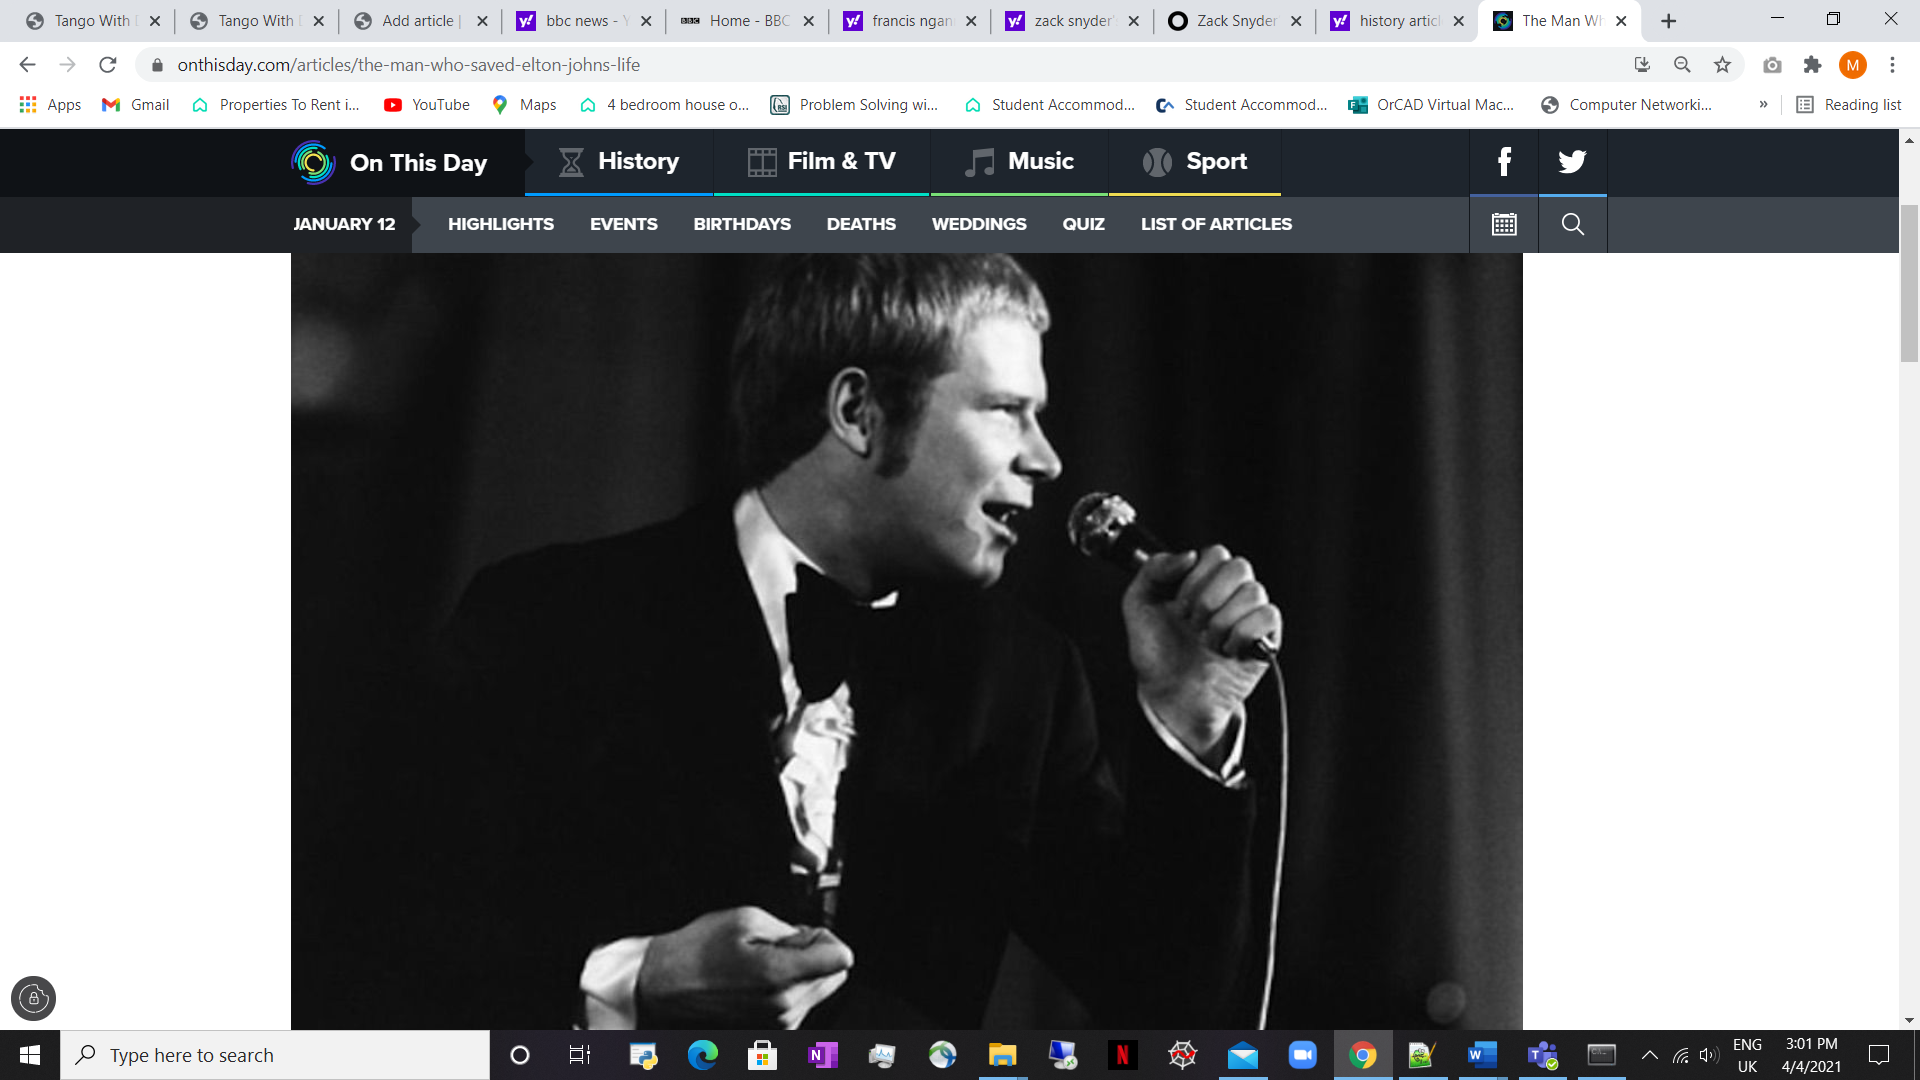 Tango With D
Tango With D
Add article |
bbc news - Y
BBC Home - BBC
francis ngan
zack snyder'
Zack Snyder
history artic
The Man Wh
onthisday.com/articles/the-man-who-saved-elton-johns-life
M
Apps
Gmail
Properties To Rent i...
YouTube
Maps
4 bedroom house o...
Problem Solving wi...
Student Accommod...
Student Accommod...
OrCAD Virtual Mac...
Computer Networki...
»
Reading list
On This Day
History
Film & TV
Music
Sport
JANUARY 12
HIGHLIGHTS
EVENTS
BIRTHDAYS
DEATHS
WEDDINGS
QUIZ
LIST OF ARTICLES
Type here to search
ENG
UK
3:01 PM
4/4/2021